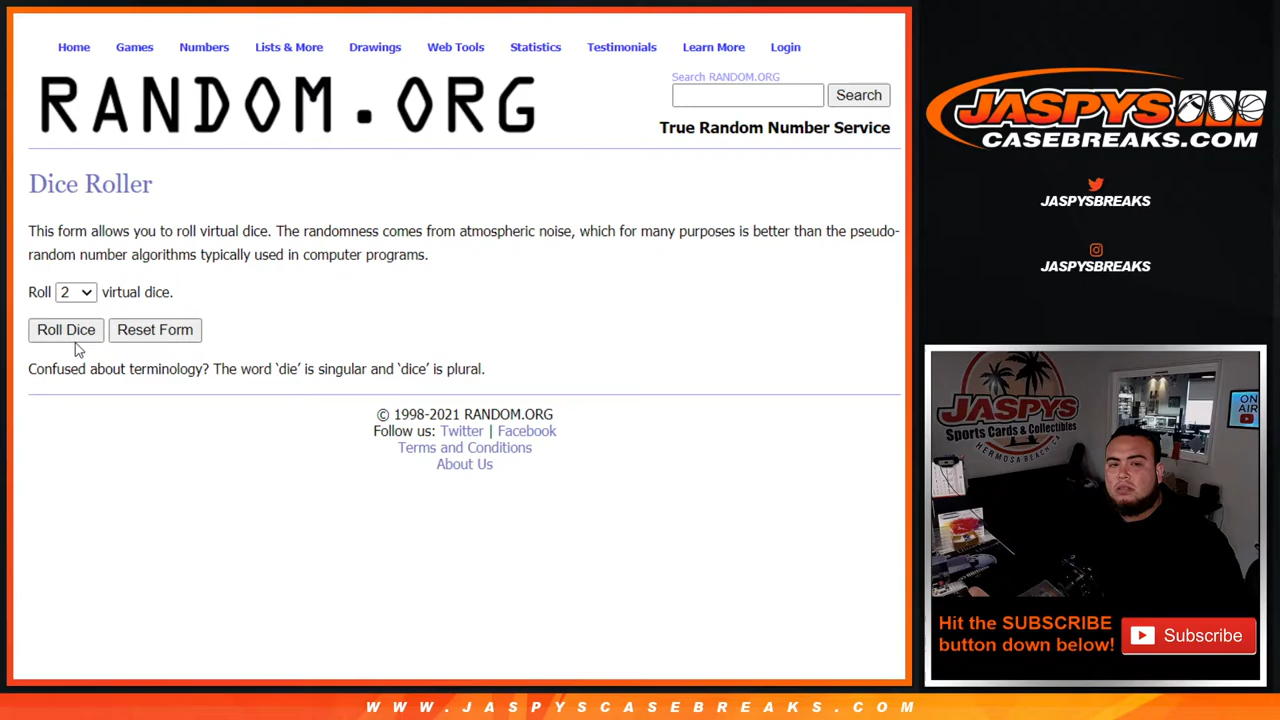 Home Games Numbers Lists & More Drawings Web Tools Statistics Testimonials Learn More Login
RANDOM.ORG
Search RANDOM.ORG
Search
True Random Number Service
Dice Roller
This form allows you to roll virtual dice. The randomness comes from atmospheric noise, which for many purposes is better than the pseudo-
random number algorithms typically used in computer programs.
Roll 2 virtual dice.
Roll Dice Reset Form
Confused about terminology? The word ‘die’ is singular and ‘dice’ is plural.
© 1998-2021 RANDOM.ORG
Follow us: Twitter | Facebook
Terms and Conditions
About Us
JASPYS
CASEBREAKS.COM
JASPYSBREAKS
JASPYSBREAKS
JASPYS
Sports Cards & Collectibles
HERMOSA BEACH CA
ON
AIR
Hit the SUBSCRIBE
button down below!
Subscribe
WWW.JASPYSCASEBREAKS.COM